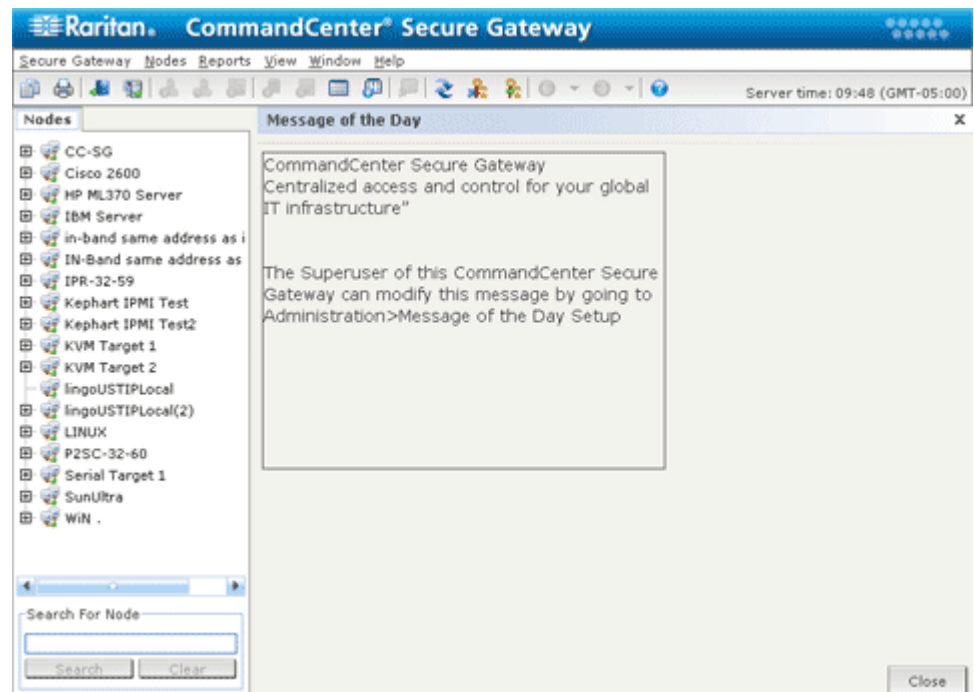 Raritan. CommandCenter® Secure Gateway
Secure Gateway Nodes Reports View Window Help
Server time: 09:48 (GMT-05:00)
Nodes
CC-SG
Cisco 2600
HP ML370 Server
IBM Server
in-band same address as i
IN-Band same address as
IPR-32-59
Kephart IPMI Test
Kephart IPMI Test2
KVM Target 1
KVM Target 2
lingoUSTIPLocal
lingoUSTIPLocal(2)
LINUX
P2SC-32-60
Serial Target 1
SunUltra
WiN .
Search For Node
Search Clear
Message of the Day x
CommandCenter Secure Gateway
Centralized access and control for your global
IT infrastructure"
The Superuser of this CommandCenter Secure
Gateway can modify this message by going to
Administration>Message of the Day Setup
Close